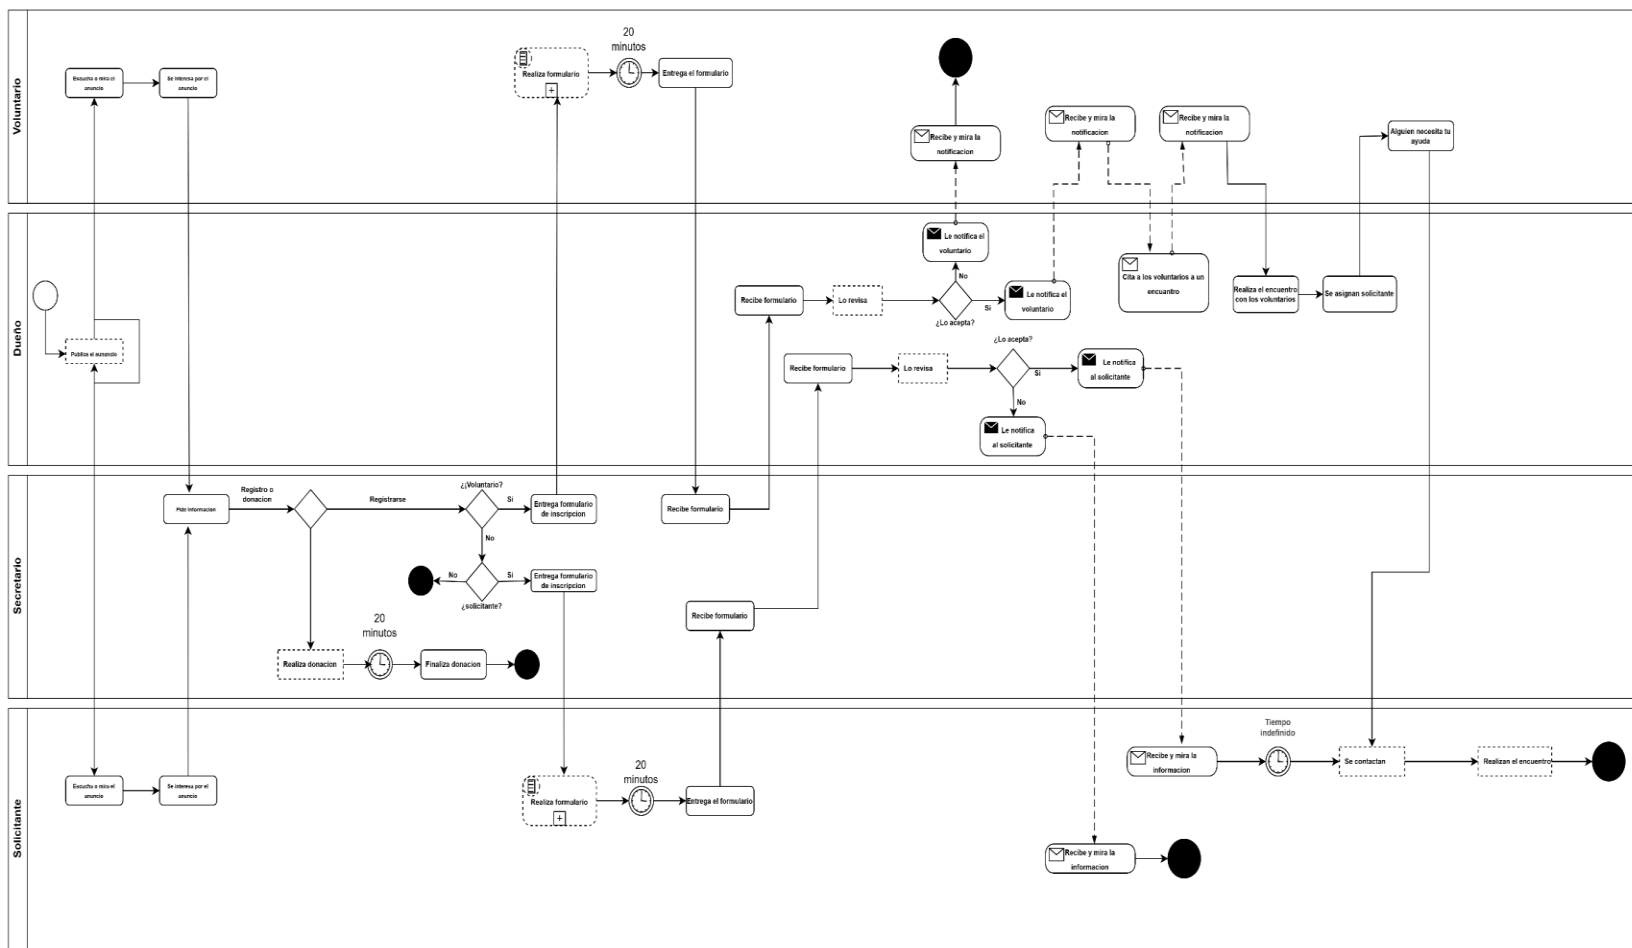 Voluntario
Escucha o mira el
anuncio
Se interesa por el
anuncio
Realiza formulario
20
minutos
Entrega el formulario
Recibe y mira la
notificacion
Recibe y mira la
notificacion
Recibe y mira la
notificacion
Alguien necesita tu
ayuda
Dueño
Publica el aununcio
Recibe formulario
Lo revisa
Le notifica el
voluntario
No
¿Lo acepta?
Si
Le notifica el
voluntario
Cita a los voluntarios a un
encuantro
Realiza el encuentro
con los voluntarios
Se asignan solicitante
Recibe formulario
Lo revisa
¿Lo acepta?
Si
Le notifica
al solicitante
No
Le notifica
al solicitante
Secretario
Pide informacion
Registro o
donacion
Registrarse
¿¡Voluntario?
Si
Entrega formulario
de inscripcion
No
No
Si
¿solicitante?
Entrega formulario
de inscripcion
Recibe formulario
Recibe formulario
Realiza donacion
20
minutos
Finaliza donacion
Solicitante
Escucha o mira el
anuncio
Se interesa por el
anuncio
Realiza formulario
20
minutos
Entrega el formulario
Recibe y mira la
informacion
Tiempo
indefinido
Se contactan
Realizan el encuentro
Recibe y mira la
informacion